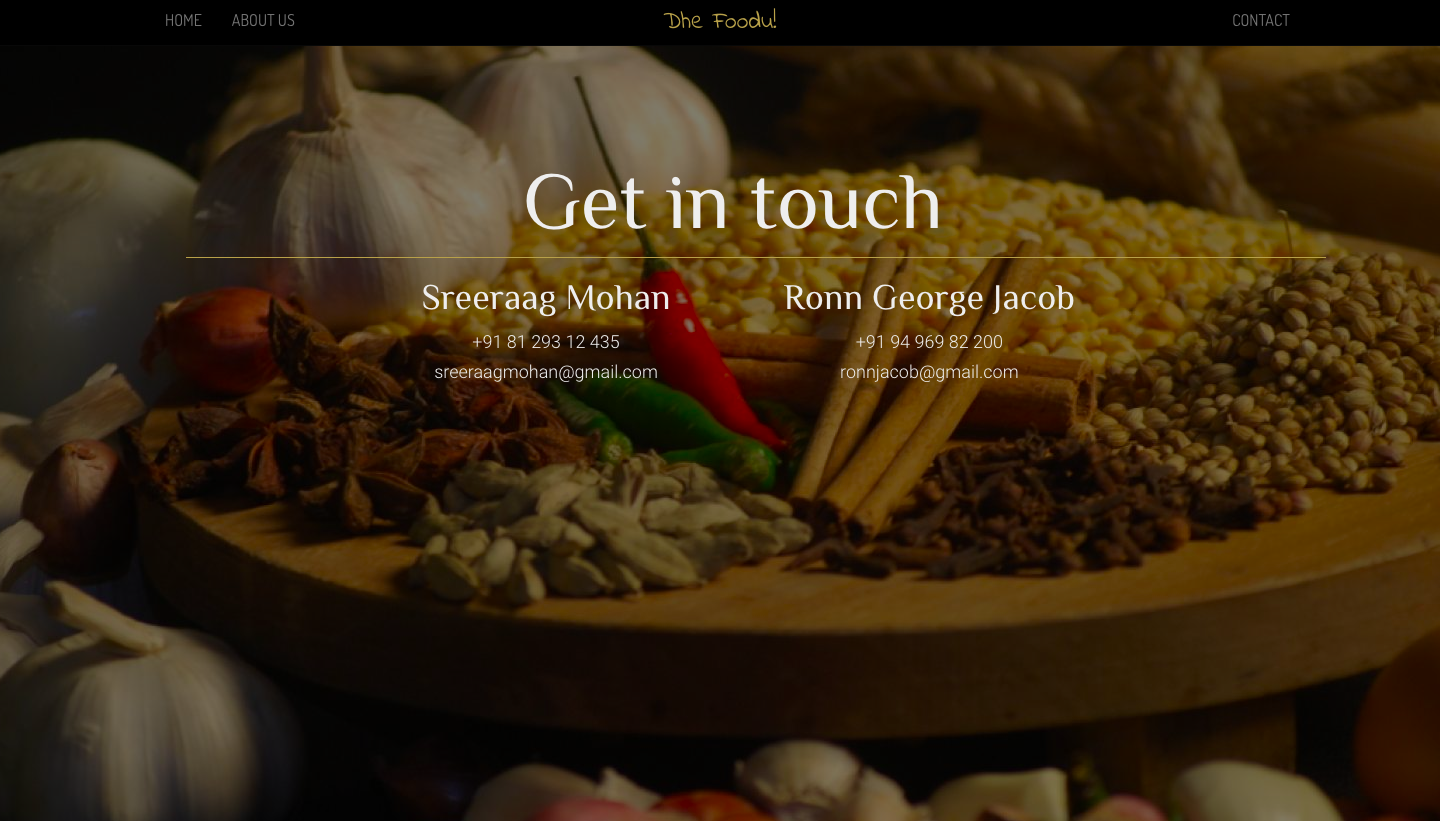 HOME ABOUT US Dhe Foodu! CONTACT
Get in touch
Sreeraag Mohan Ronn George Jacob
+91 81 293 12 435 +91 94 969 82 200
sreeraagmohan@gmail.com ronnjacob@gmail.com